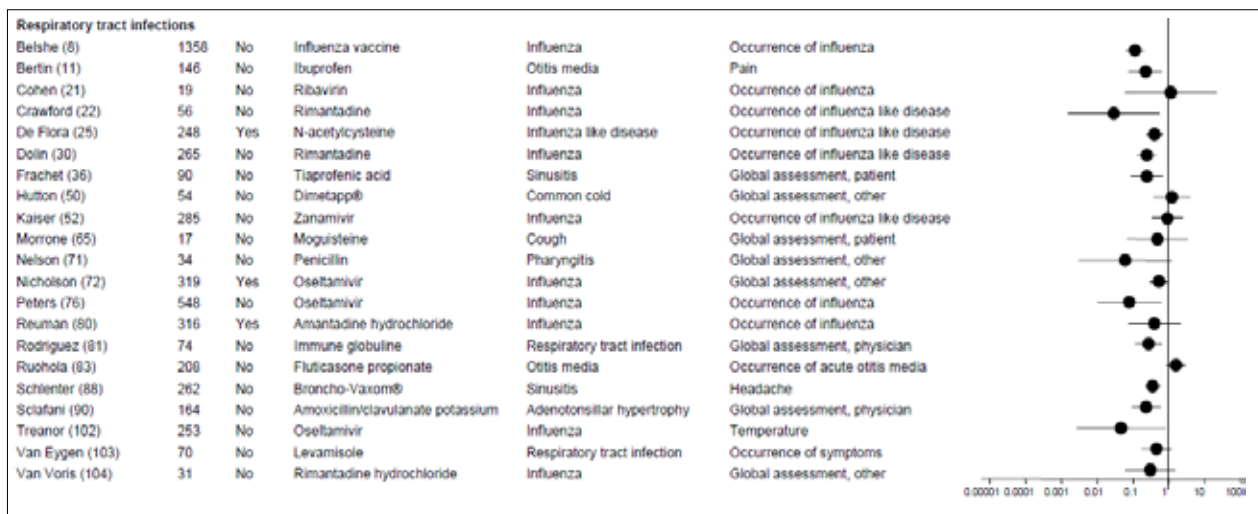 Respiratory tract infections
Belshe (8) 1358 No Influenza vaccine Influenza Occurrence of influenza
Bertin (11) 146 No Ibuprofen Otitis media Pain
Cohen (21) 19 No Ribavirin Influenza Occurrence of influenza
Crawford (22) 56 No Rimantadine Influenza Occurrence of influenza like disease
De Flora (25) 248 Yes N-acetylcysteine Influenza like disease Occurrence of influenza like disease
Dolin (30) 265 No Rimantadine Influenza Occurrence of influenza like disease
Frachet (36) 90 No Tiaprofenic acid Sinusitis Global assessment, patient
Hutton (50) 54 No Dimetapp® Common cold Global assessment, other
Kaiser (52) 285 No Zanamivir Influenza Occurrence of influenza like disease
Morrone (65) 17 No Moguisteine Cough Global assessment, patient
Nelson (71) 34 No Penicillin Pharyngitis Global assessment, other
Nicholson (72) 319 Yes Oseltamivir Influenza Global assessment, other
Peters (76) 548 No Oseltamivir Influenza Occurrence of influenza
Reuman (80) 316 Yes Amantadine hydrochloride Influenza Occurrence of influenza
Rodriguez (81) 74 No Immune globuline Respiratory tract infection Global assessment, physician
Ruohola (83) 208 No Fluticasone propionate Otitis media Occurrence of acute otitis media
Schlenter (88) 262 No Broncho-Vaxom® Sinusitis Headache
Sclafani (90) 164 No Amoxicillin/clavulanate potassium Adenotonsillar hypertrophy Global assessment, physician
Treanor (102) 253 No Oseltamivir Influenza Temperature
Van Eygen (103) 70 No Levamisole Respiratory tract infection Occurrence of symptoms
Van Voris (104) 31 No Rimantadine hydrochloride Influenza Global assessment, other
0.00001 0.0001 0.001 0.01 0.1 1 10 100